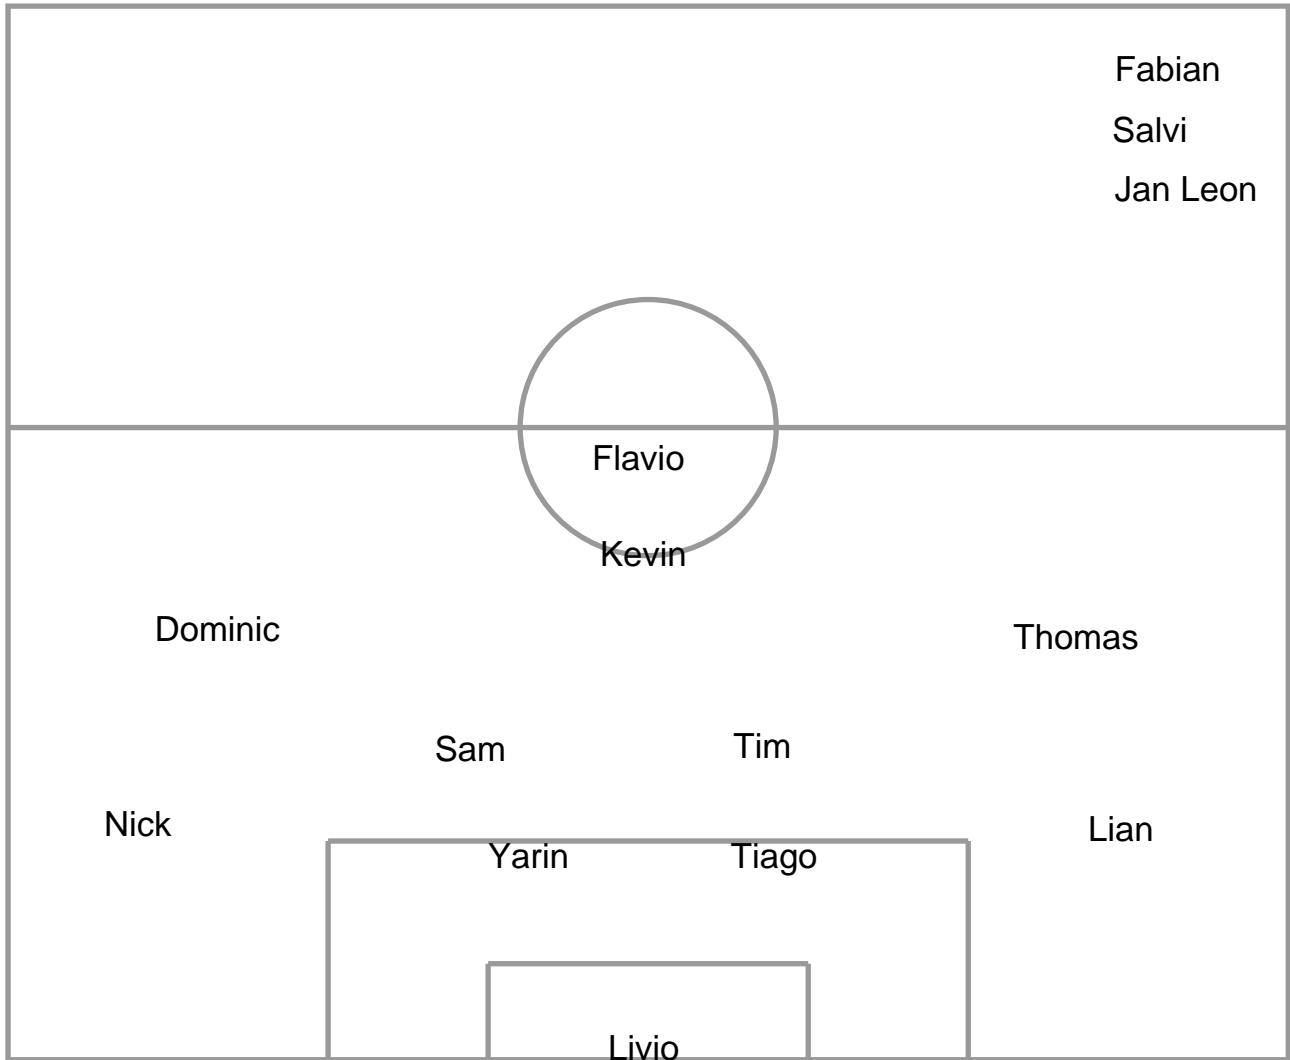 Fabian
Salvi
Jan Leon
Flavio
Kevin
Dominic
Thomas
Sam
Tim
Nick
Lian
Yarin
Tiago
Livio